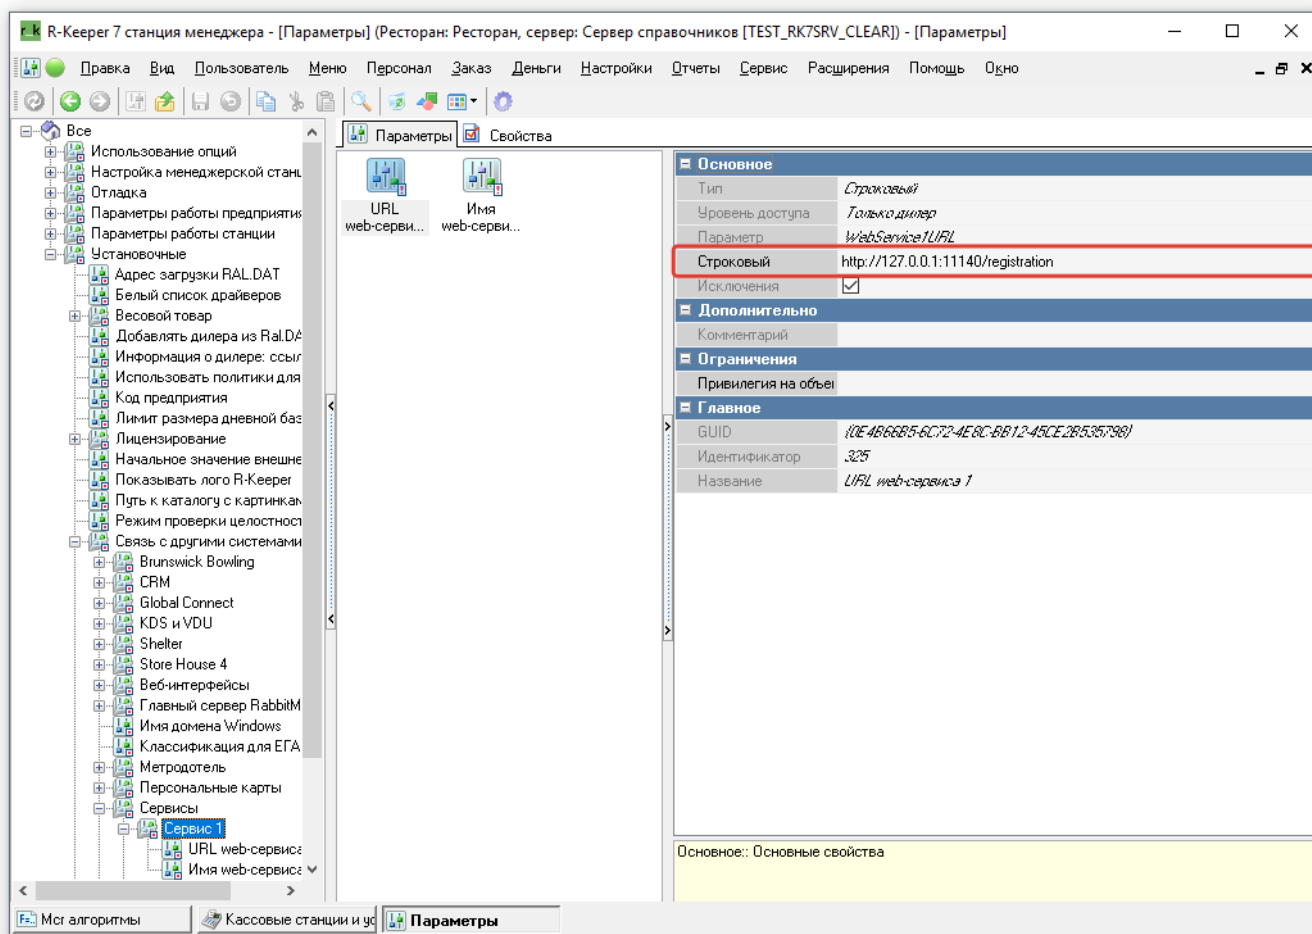 r_k R-Keeper 7 станция менеджера - [Параметры] (Ресторан: Ресторан, сервер: Сервер справочников [TEST_RK7SRV_CLEAR]) - [Параметры]
Правка Вид Пользователь Меню Персонал Заказ Деньги Настройки Отчеты Сервис Расширения Помощь Окно
Все
Использование опций
Настройка менеджерской станц
Отладка
Параметры работы предприятия
Параметры работы станции
Установочные
Адрес загрузки RAL.DAT
Белый список драйверов
Весовой товар
Добавлять дилера из Ral.DA
Информация о дилере: ссыл
Использовать политики для
Код предприятия
Лимит размера дневной баз
Лицензирование
Начальное значение внешне
Показывать лого R-Keeper
Путь к каталогу с картинкам
Режим проверки целостност
Связь с другими системами
Brunswick Bowling
CRM
Global Connect
KDS и VDU
Shelter
Store House 4
Веб-интерфейсы
Главный сервер RabbitM
Имя домена Windows
Классификация для ЕГА
Метродотель
Персональные карты
Сервисы
Сервис 1
URL web-сервиса
Имя web-сервиса
Параметры Свойства
URL web-серви...
Имя web-серви...
Основное
Тип Строковый
Уровень доступа Только дилер
Параметр WebService1URL
Строковый http://127.0.0.1:11140/registration
Исключения
Дополнительно
Комментарий
Ограничения
Привилегия на объек
Главное
GUID {0E4B66B5-6C72-4E8C-BB12-45CE2B535798}
Идентификатор 325
Название URL web-сервиса 1
Основное:: Основные свойства
Мсг алгоритмы Кассовые станции и ус Параметры